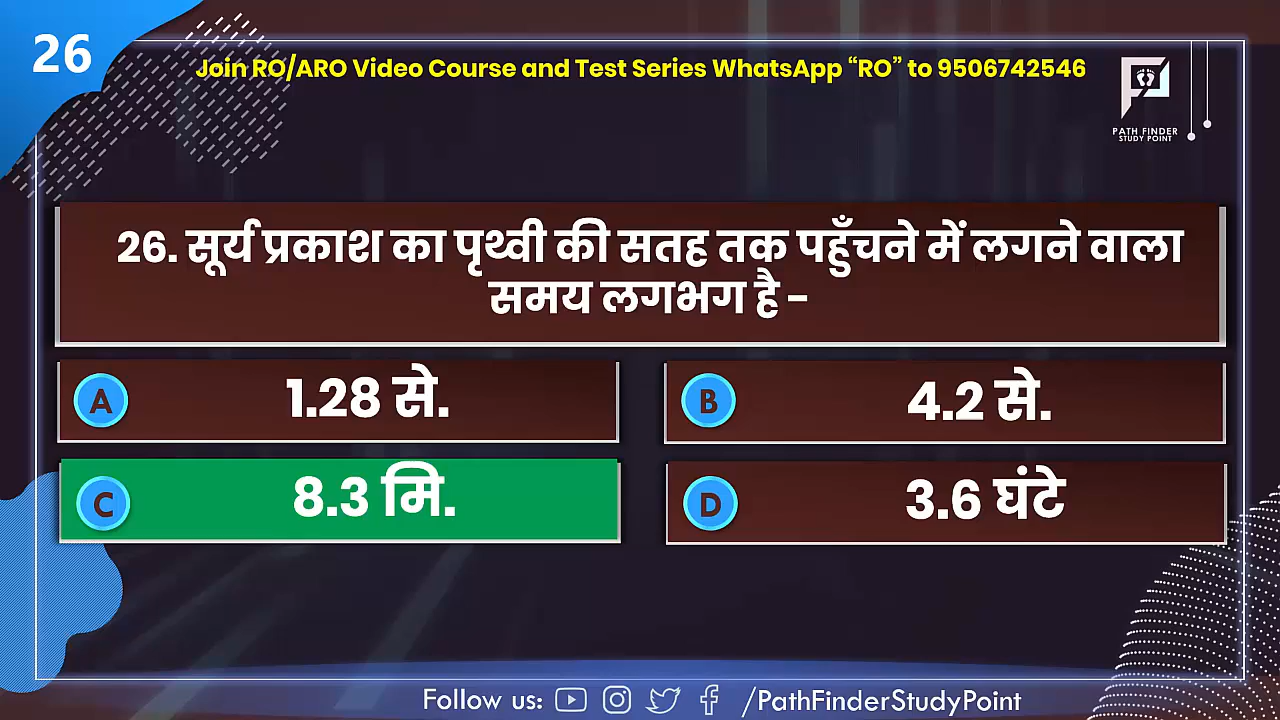 26
Join RO/ARO Video Course and Test Series WhatsApp “RO” to 9506742546
PATH FINDER
STUDY POINT
26. सूर्य प्रकाश का पृथ्वी की सतह तक पहुँचने में लगने वाला
समय लगभग है -
A 1.28 से.
B 4.2 से.
C 8.3 मि.
D 3.6 घंटे
Follow us: /PathFinderStudyPoint